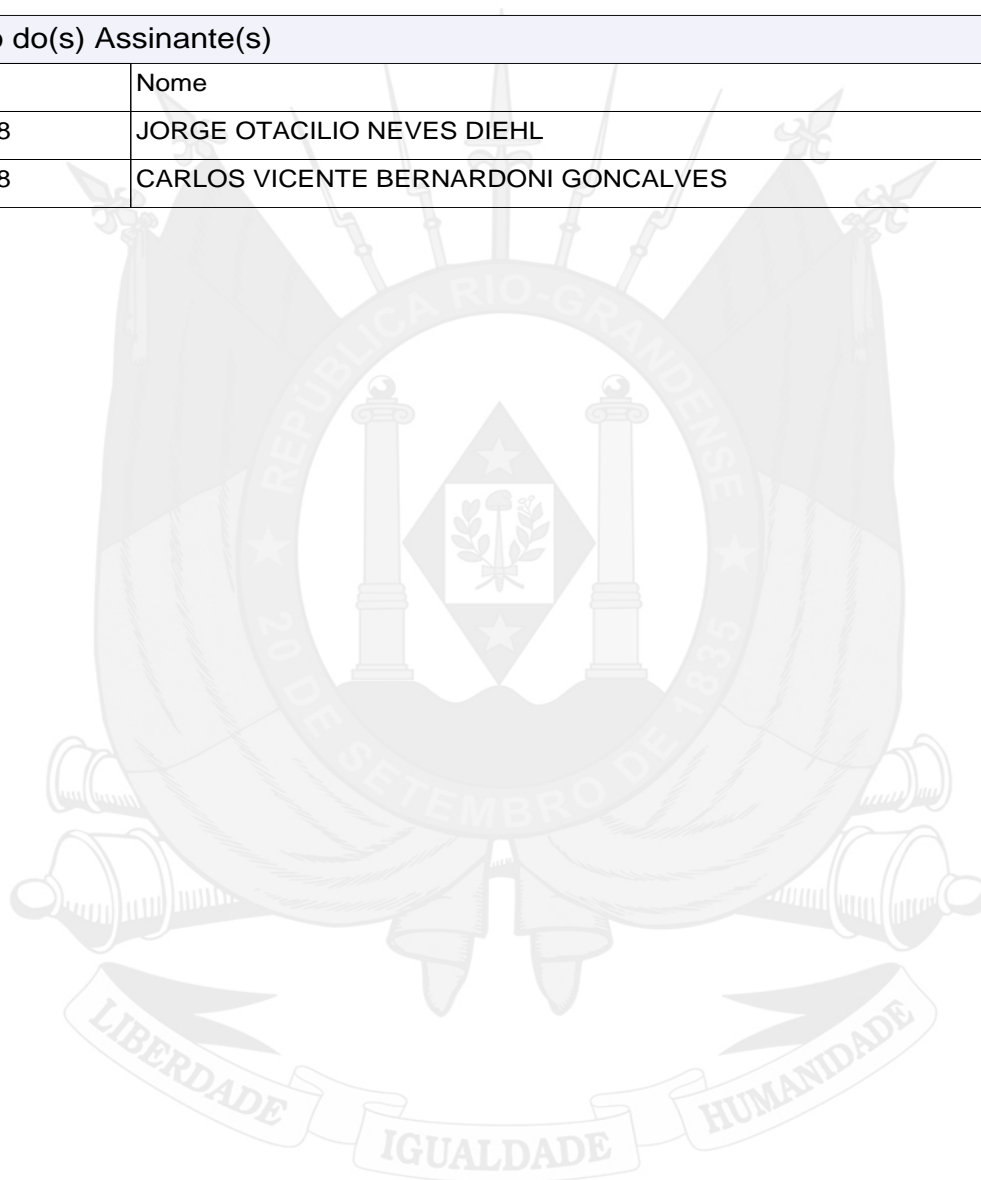 o do(s) Assinante(s)
Nome
8 JORGE OTACILIO NEVES DIEHL
8 CARLOS VICENTE BERNARDONI GONCALVES
REPÚBLICA RIO-GRANDENSE
★ 20 DE SETEMBRO DE 1835 ★
LIBERDADE IGUALDADE HUMANIDADE